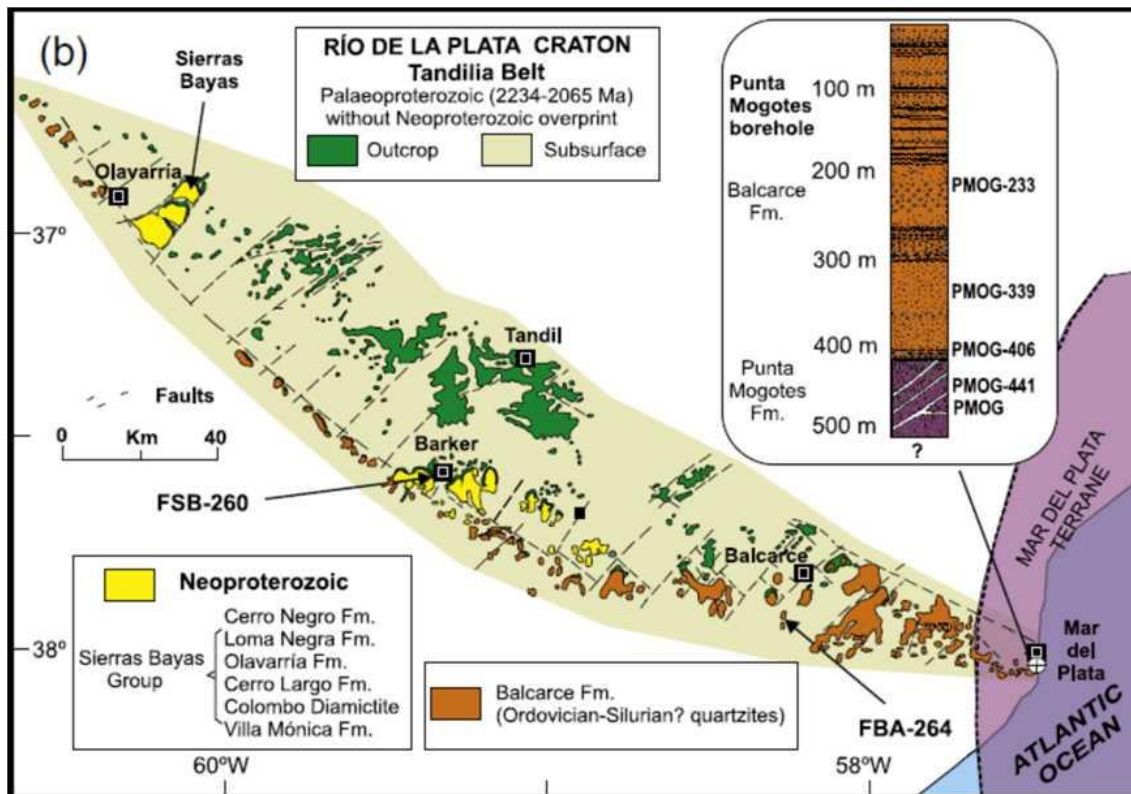 (b)
Sierras
Bayas
RÍO DE LA PLATA CRATON
Tandilia Belt
Palaeoproterozoic (2234-2065 Ma)
without Neoproterozoic overprint
Outcrop
Subsurface
Punta
Mogotes
borehole
Balcarce
Fm.
Punta
Mogotes
Fm.
100 m
200 m
300 m
400 m
500 m
?
PMOG-233
PMOG-339
PMOG-406
PMOG-441
PMOG
Olavarría
37º
Tandil
Faults
0 Km 40
Barker
FSB-260
MAR DEL PLATA
TERRANE
Balcarce
38º
Mar
del
Plata
FBA-264
ATLANTIC
OCEAN
Neoproterozoic
Sierras Bayas
Group
Cerro Negro Fm.
Loma Negra Fm.
Olavarría Fm.
Cerro Largo Fm.
Colombo Diamictite
Villa Mónica Fm.
Balcarce Fm.
(Ordovician-Silurian? quartzites)
60ºW
58ºW